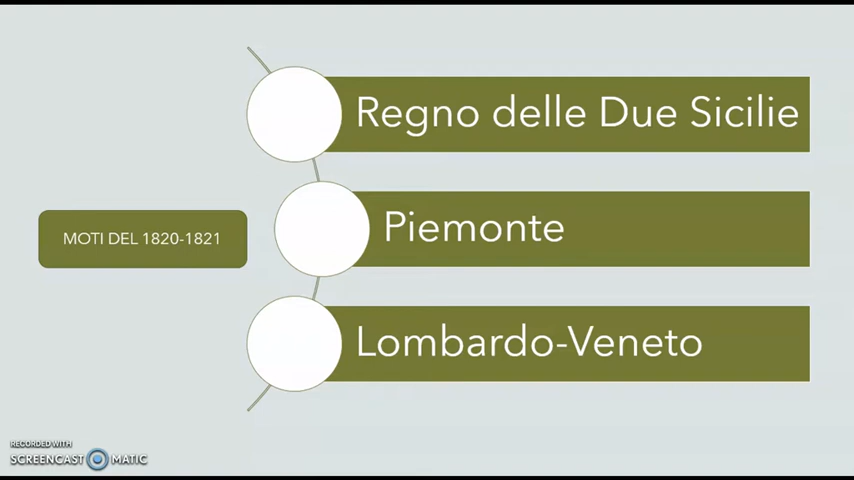 Regno delle Due Sicilie
Piemonte
MOTI DEL 1820-1821
Lombardo-Veneto
RECORDED WITH
SCREENCAST MATIC